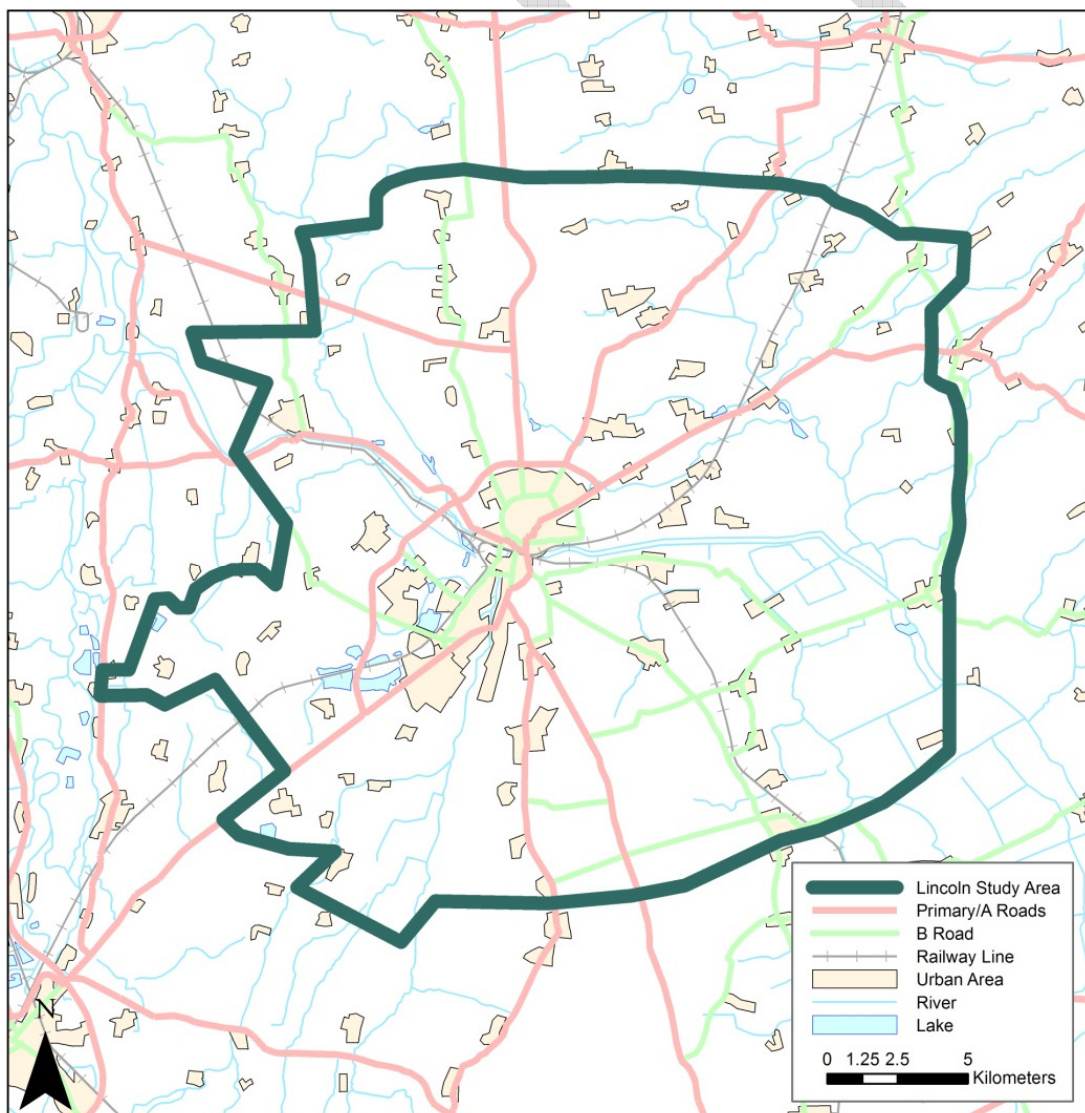 N
Lincoln Study Area
Primary/A Roads
B Road
Railway Line
Urban Area
River
Lake
0 1.25 2.5 5
Kilometers